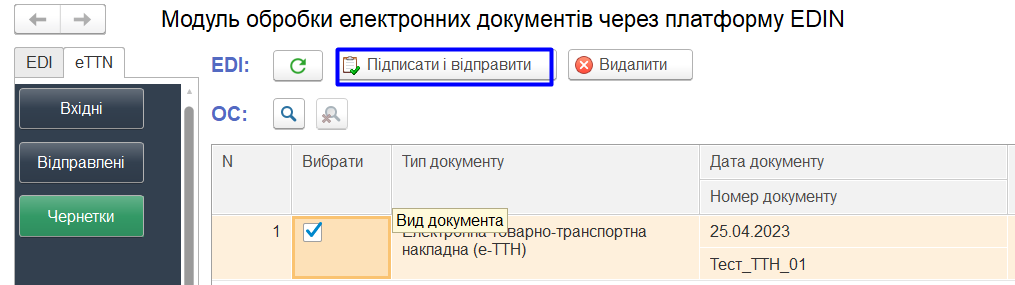 Модуль обробки електронних документів через платформу EDIN
EDI eTTN
EDI: Підписати і відправити Видалити
Вхідні
ОС:
Відправлені
Чернетки
N Вибрати Тип документу Дата документу
Номер документу
Вид документа
1 Електронна товарно-транспортна 25.04.2023
накладна (е-ТТН)
Тест_ТТН_01